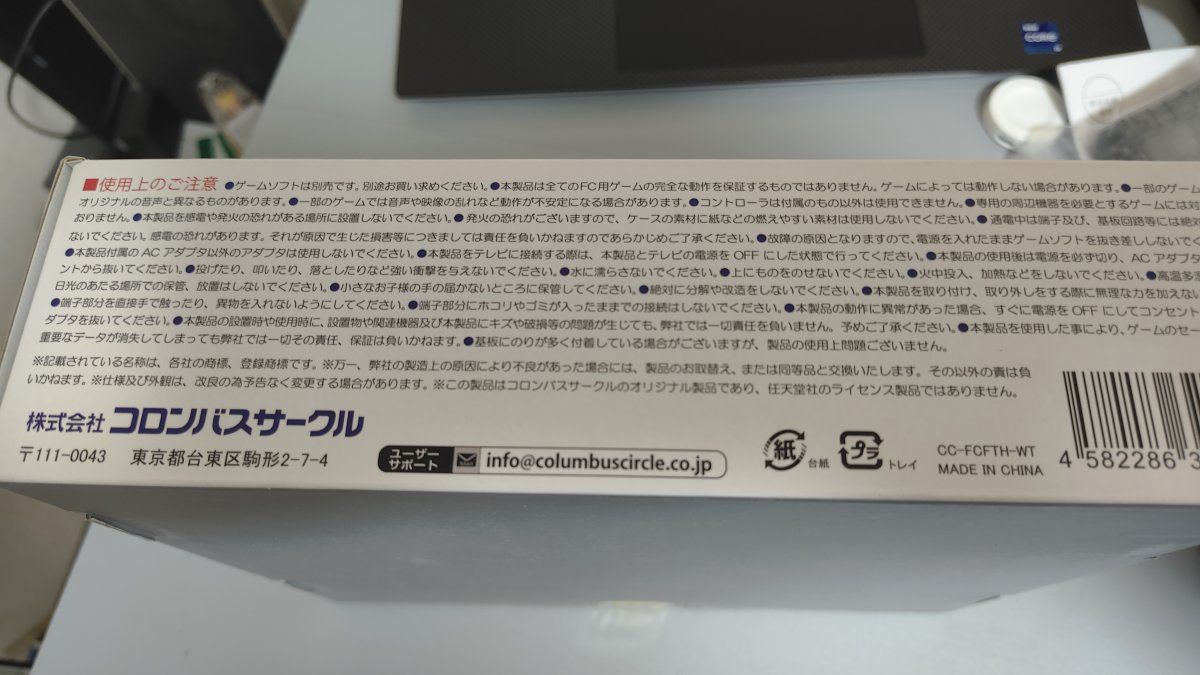 CORE
■使用上のご注意 ●ゲームソフトは別売です。別途お買い求めください。●本製品は全てのFC用ゲームの完全な動作を保証するものではありません。ゲームによっては動作しない場合があります。●一部のゲーム
オリジナルの音声と異なるものがあります。●一部のゲームでは音声や映像の乱れなど動作が不安定になる場合があります。●コントローラは付属のもの以外は使用できません。●専用の周辺機器を必要とするゲームには対
おりません。●本製品を感電や発火の恐れがある場所に設置しないでください。●発火の恐れがございますので、ケースの素材に紙などの燃えやすい素材は使用しないでください。●通電中は端子及び、基板回路等には絶対
ないでください。感電の恐れがあります。それが原因で生じた損害等につきましては責任を負いかねますのであらかじめご了承ください。●故障の原因となりますので、電源を入れたままゲームソフトを抜き差ししないでく
●本製品付属の AC アダプタ以外のアダプタは使用しないでください。●本製品をテレビに接続する際は、本製品とテレビの電源を OFF にした状態で行ってください。●本製品の使用後は電源を必ず切り、AC アダプタ
ントから抜いてください。●投げたり、叩いたり、落としたりなど強い衝撃を与えないでください。●水に濡らさないでください。●上にものをのせないでください。●火中投入、加熱などをしないでください。●高温多
日光のあたる場所での保管、放置はしないでください。●小さなお子様の手の届かないところに保管してください。●絶対に分解や改造をしないでください。●本製品を取り付け、取り外しをする際に無理な力を加えない
●端子部分を直接手で触ったり、異物を入れないようにしてください。●端子部分にホコリやゴミが入ったままでの接続はしないでください。●本製品の動作に異常があった場合、すぐに電源を OFF にしてコンセント
ダプタを抜いてください。●本製品の設置時や使用時に、設置物や関連機器及び本製品にキズや破損等の問題が生じても、弊社では一切責任を負いません。予めご了承ください。●本製品を使用した事により、ゲームのセー
重要なデータが消失してしまっても弊社では一切その責任、保証は負いかねます。●基板にのりが多く付着している場合がございますが、製品の使用上問題ございません。
※記載されている名称は、各社の商標、登録商標です。※万一、弊社の製造上の原因により不良があった場合には、製品のお取替え、または同等品と交換いたします。それ以外の責は負
いかねます。※仕様及び外観は、改良の為予告なく変更する場合があります。※この製品はコロンバスサークルのオリジナル製品であり、任天堂社のライセンス製品ではありません。
株式会社 コロンバスサークル
〒111-0043 東京都台東区駒形2-7-4
ユーザー
サポート
info@columbuscircle.co.jp
紙 台紙
プラ トレイ
CC-FCFTH-WT
MADE IN CHINA
4 582286 3